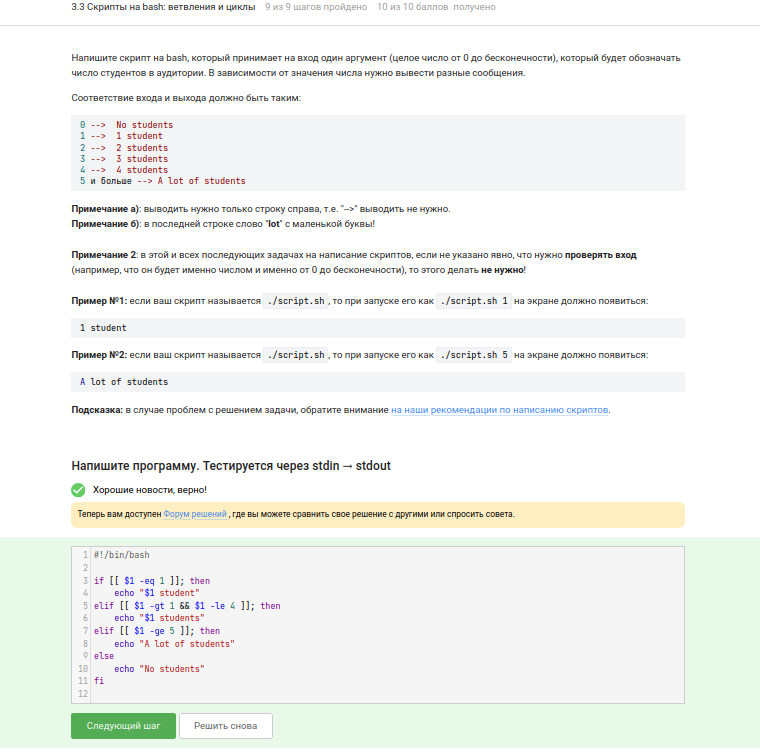 3.3 Скрипты на bash: ветвления и циклы 9 из 9 шагов пройдено 10 из 10 баллов получено
Напишите скрипт на bash, который принимает на вход один аргумент (целое число от 0 до бесконечности), который будет обозначать
число студентов в аудитории. В зависимости от значения числа нужно вывести разные сообщения.
Соответствие входа и выхода должно быть таким:
0 --> No students
1 --> 1 student
2 --> 2 students
3 --> 3 students
4 --> 4 students
5 и больше --> A lot of students
Примечание а): выводить нужно только строку справа, т.е. "-->" выводить не нужно.
Примечание б): в последней строке слово "lot" с маленькой буквы!
Примечание 2: в этой и всех последующих задачах на написание скриптов, если не указано явно, что нужно проверять вход
(например, что он будет именно числом и именно от 0 до бесконечности), то этого делать не нужно!
Пример №1: если ваш скрипт называется ./script.sh , то при запуске его как ./script.sh 1 на экране должно появиться:
1 student
Пример №2: если ваш скрипт называется ./script.sh , то при запуске его как ./script.sh 5 на экране должно появиться:
A lot of students
Подсказка: в случае проблем с решением задачи, обратите внимание на наши рекомендации по написанию скриптов.
Напишите программу. Тестируется через stdin → stdout
Хорошие новости, верно!
Теперь вам доступен Форум решений , где вы можете сравнить свое решение с другими или спросить совета.
1 #!/bin/bash
2
3 if [[ $1 -eq 1 ]]; then
4     echo "$1 student"
5 elif [[ $1 -gt 1 && $1 -le 4 ]]; then
6     echo "$1 students"
7 elif [[ $1 -ge 5 ]]; then
8     echo "A lot of students"
9 else
10     echo "No students"
11 fi
12
Следующий шаг Решить снова